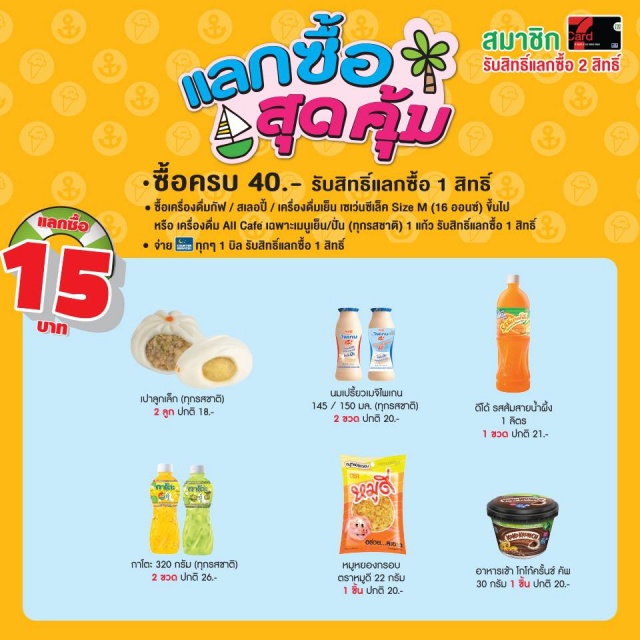 สมาชิก
7 Card
รับสิทธิ์แลกซื้อ 2 สิทธิ์
แลกซื้อ
สุดคุ้ม
• ซื้อครบ 40.- รับสิทธิ์แลกซื้อ 1 สิทธิ์
• ซื้อเครื่องดื่มกัฟ / สเลอปี้ / เครื่องดื่มเย็น เซเว่นซีเล็ค Size M (16 ออนซ์) ขึ้นไป
หรือ เครื่องดื่ม All Cafe เฉพาะเมนูเย็น/ปั่น (ทุกรสชาติ) 1 แก้ว รับสิทธิ์แลกซื้อ 1 สิทธิ์
• จ่าย COUNTER SERVICE ทุกๆ 1 บิล รับสิทธิ์แลกซื้อ 1 สิทธิ์
แลกซื้อ
15
บาท
เปาลูกเล็ก (ทุกรสชาติ)
2 ลูก ปกติ 18.-
นมเปรี้ยวเมจิไพเกน
145 / 150 มล. (ทุกรสชาติ)
2 ขวด ปกติ 20.-
ดีโด้ รสส้มสายน้ำผึ้ง
1 ลิตร
1 ขวด ปกติ 21.-
กาโตะ 320 กรัม (ทุกรสชาติ)
2 ขวด ปกติ 26.-
หมูดี
หมูหยองกรอบ
ตราหมูดี 22 กรัม
1 ชิ้น ปกติ 20.-
อาหารเช้า โกโก้ครั้นช์ คัพ
30 กรัม 1 ชิ้น ปกติ 20.-